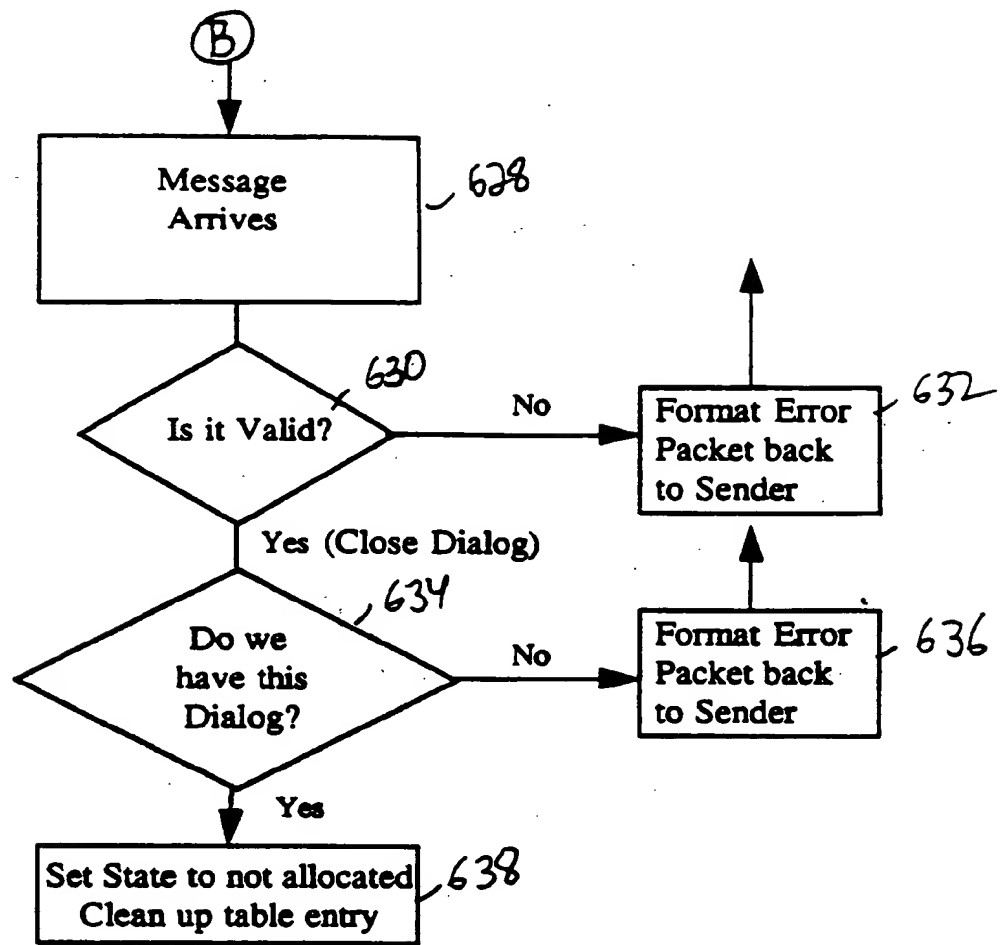 B
Message
Arrives
628
630
Is it Valid?
No
Format Error
Packet back
to Sender
632
Yes (Close Dialog)
634
Do we
have this
Dialog?
No
Format Error
Packet back
to Sender
636
Yes
Set State to not allocated
Clean up table entry
638